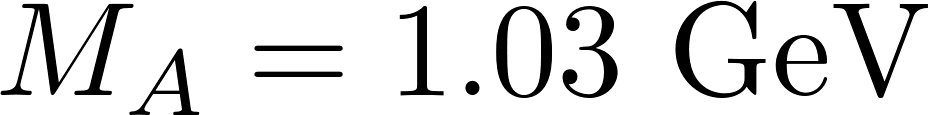 M_A = 1.03 GeV